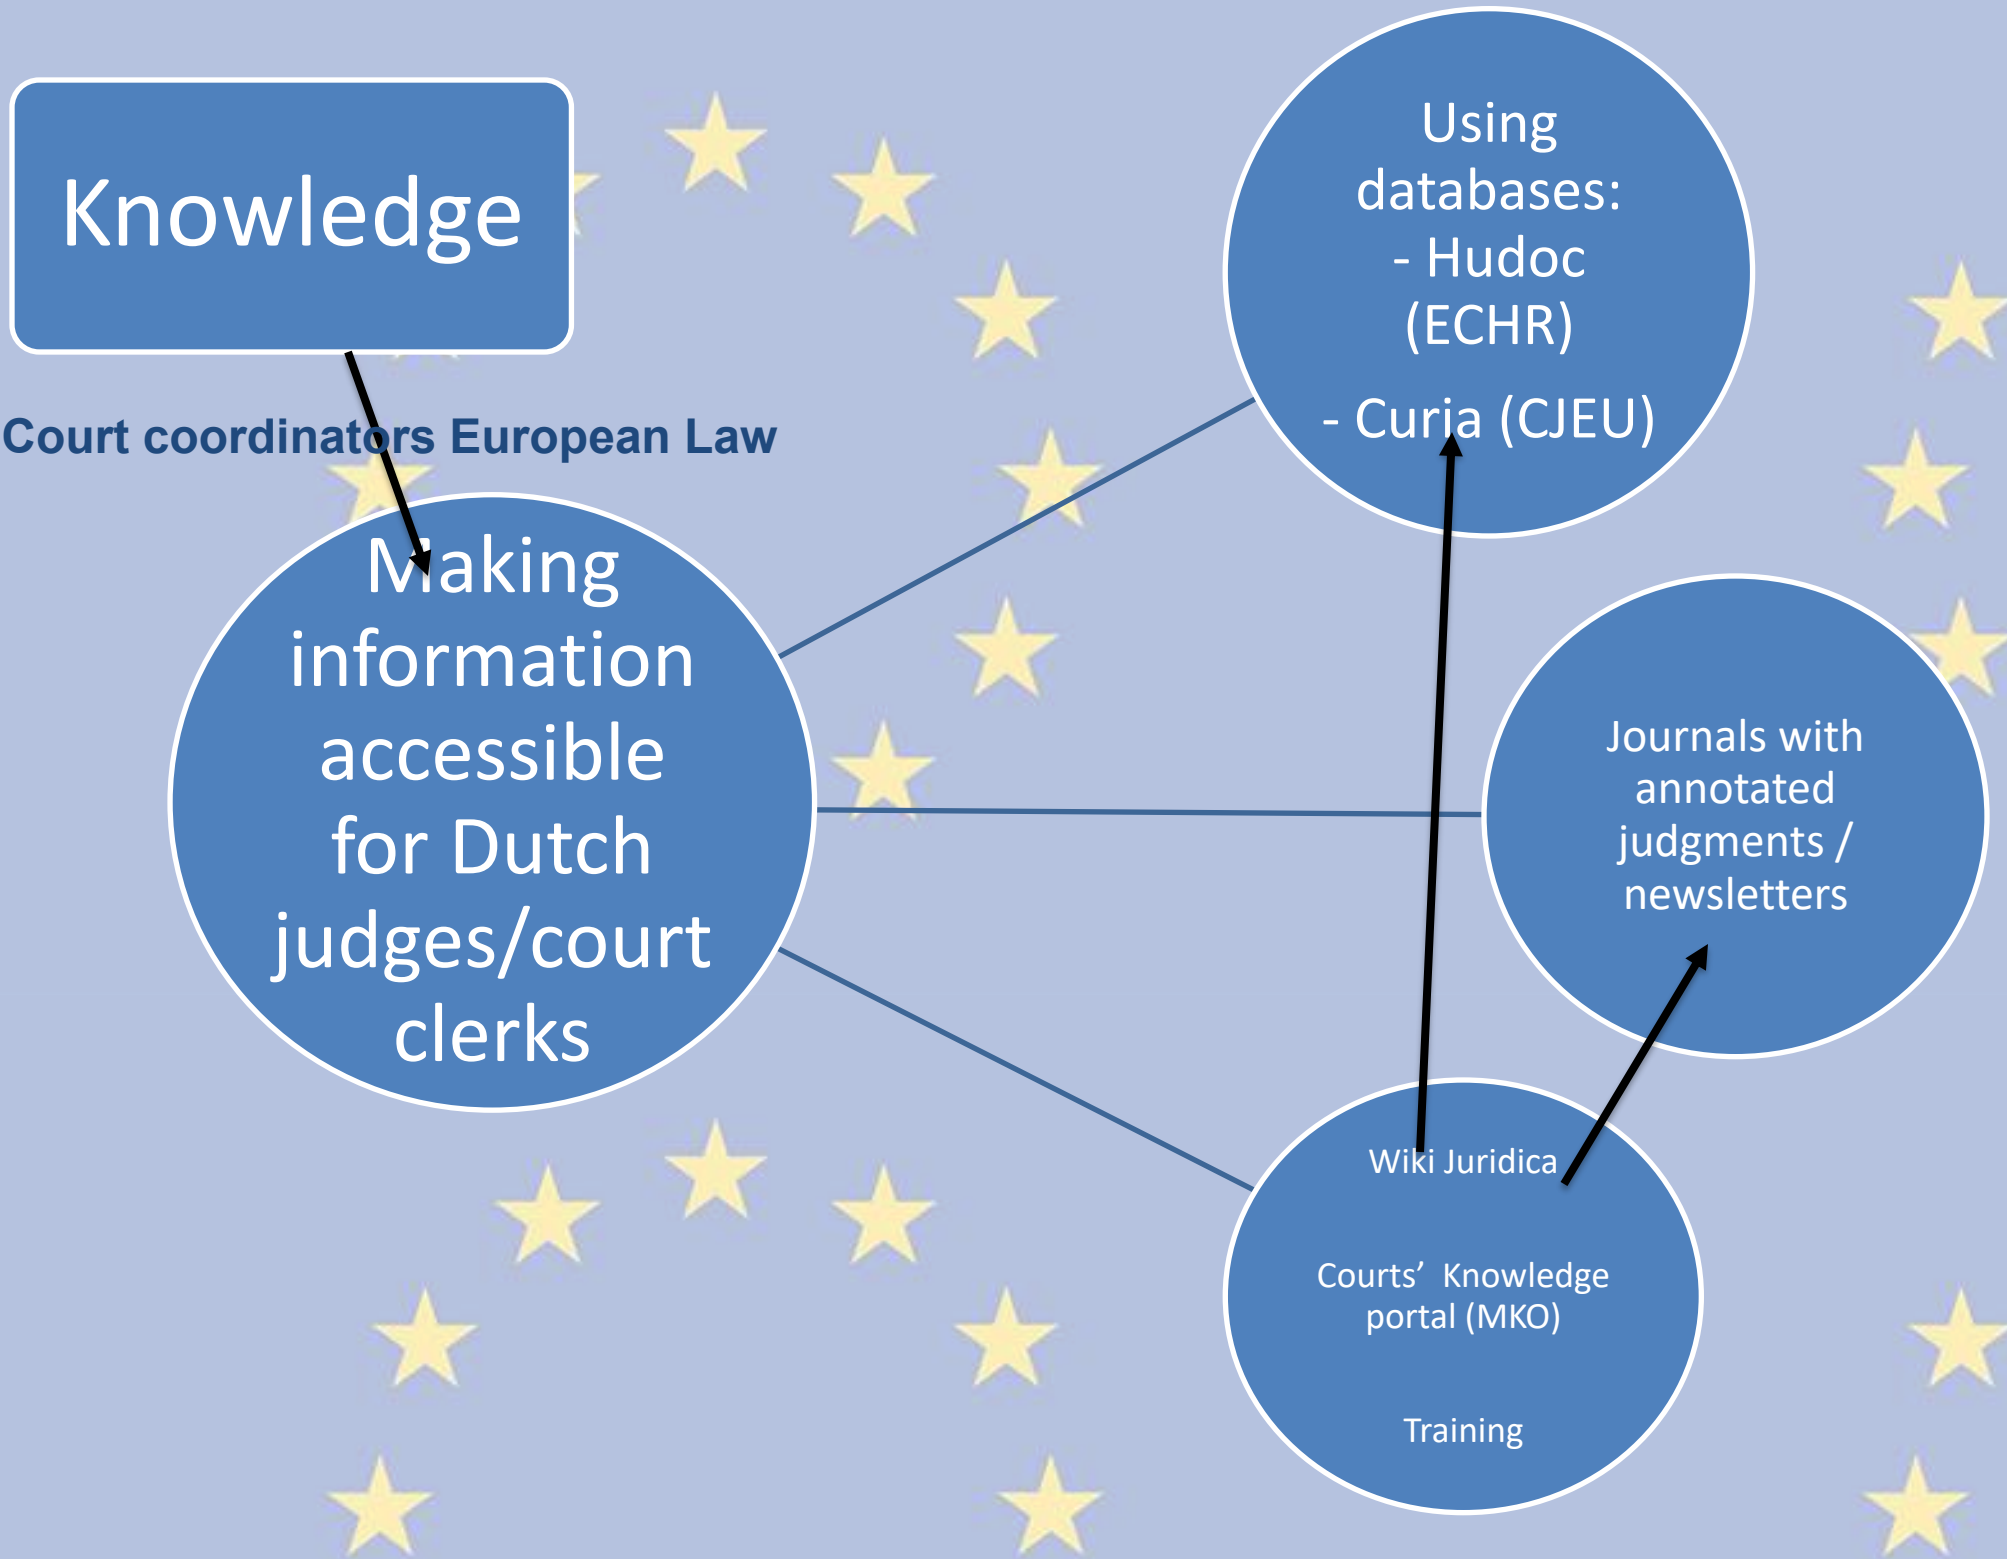 Knowledge
Court coordinators European Law
Making
information
accessible
for Dutch
judges/court
clerks
Using
databases:
- Hudoc
(ECHR)
- Curia (CJEU)
Journals with
annotated
judgments /
newsletters
Wiki Juridica
Courts’ Knowledge
portal (MKO)
Training